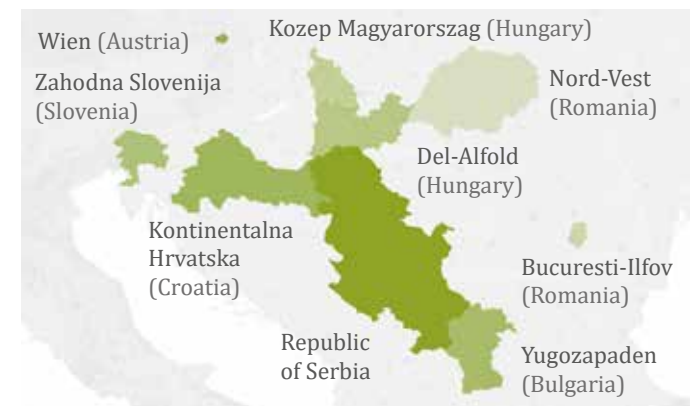 Wien (Austria)
Kozep Magyarorszag (Hungary)
Zahodna Slovenija
(Slovenia)
Nord-Vest
(Romania)
Del-Alfold
(Hungary)
Kontinentalna
Hrvatska
(Croatia)
Bucuresti-Ilfov
(Romania)
Republic
of Serbia
Yugozapaden
(Bulgaria)